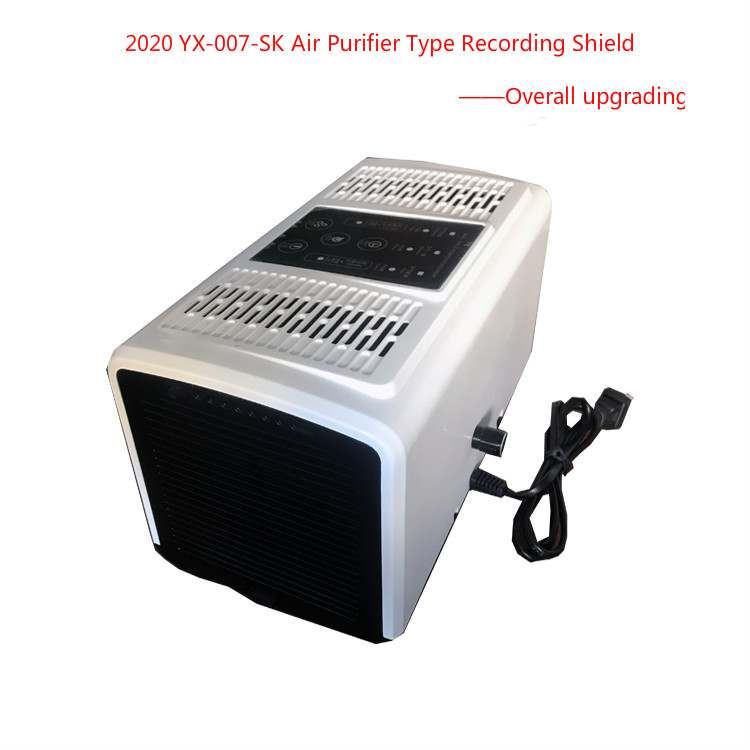 2020 YX-007-SK Air Purifier Type Recording Shield
——Overall upgrading